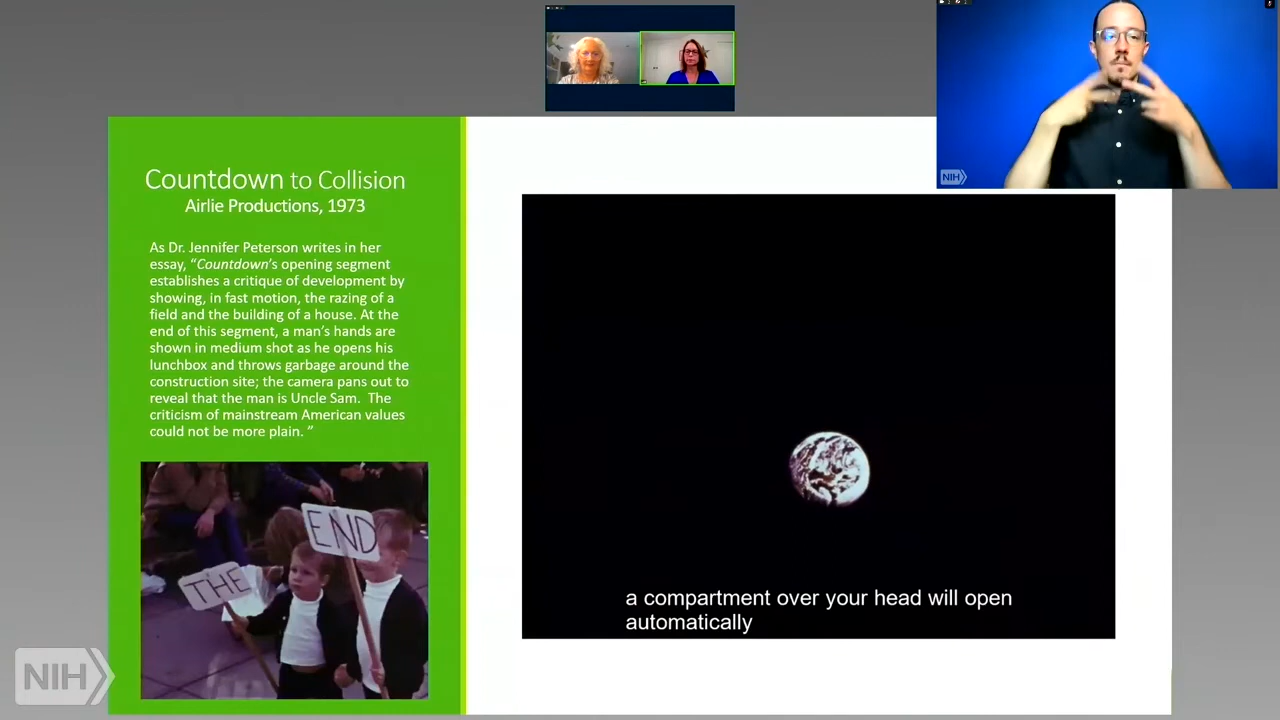 NIH
Countdown to Collision
Airlie Productions, 1973
As Dr. Jennifer Peterson writes in her
essay, “Countdown’s opening segment
establishes a critique of development by
showing, in fast motion, the razing of a
field and the building of a house. At the
end of this segment, a man’s hands are
shown in medium shot as he opens his
lunchbox and throws garbage around the
construction site; the camera pans out to
reveal that the man is Uncle Sam.  The
criticism of mainstream American values
could not be more plain. ”
THE
END
a compartment over your head will open
automatically
NIH